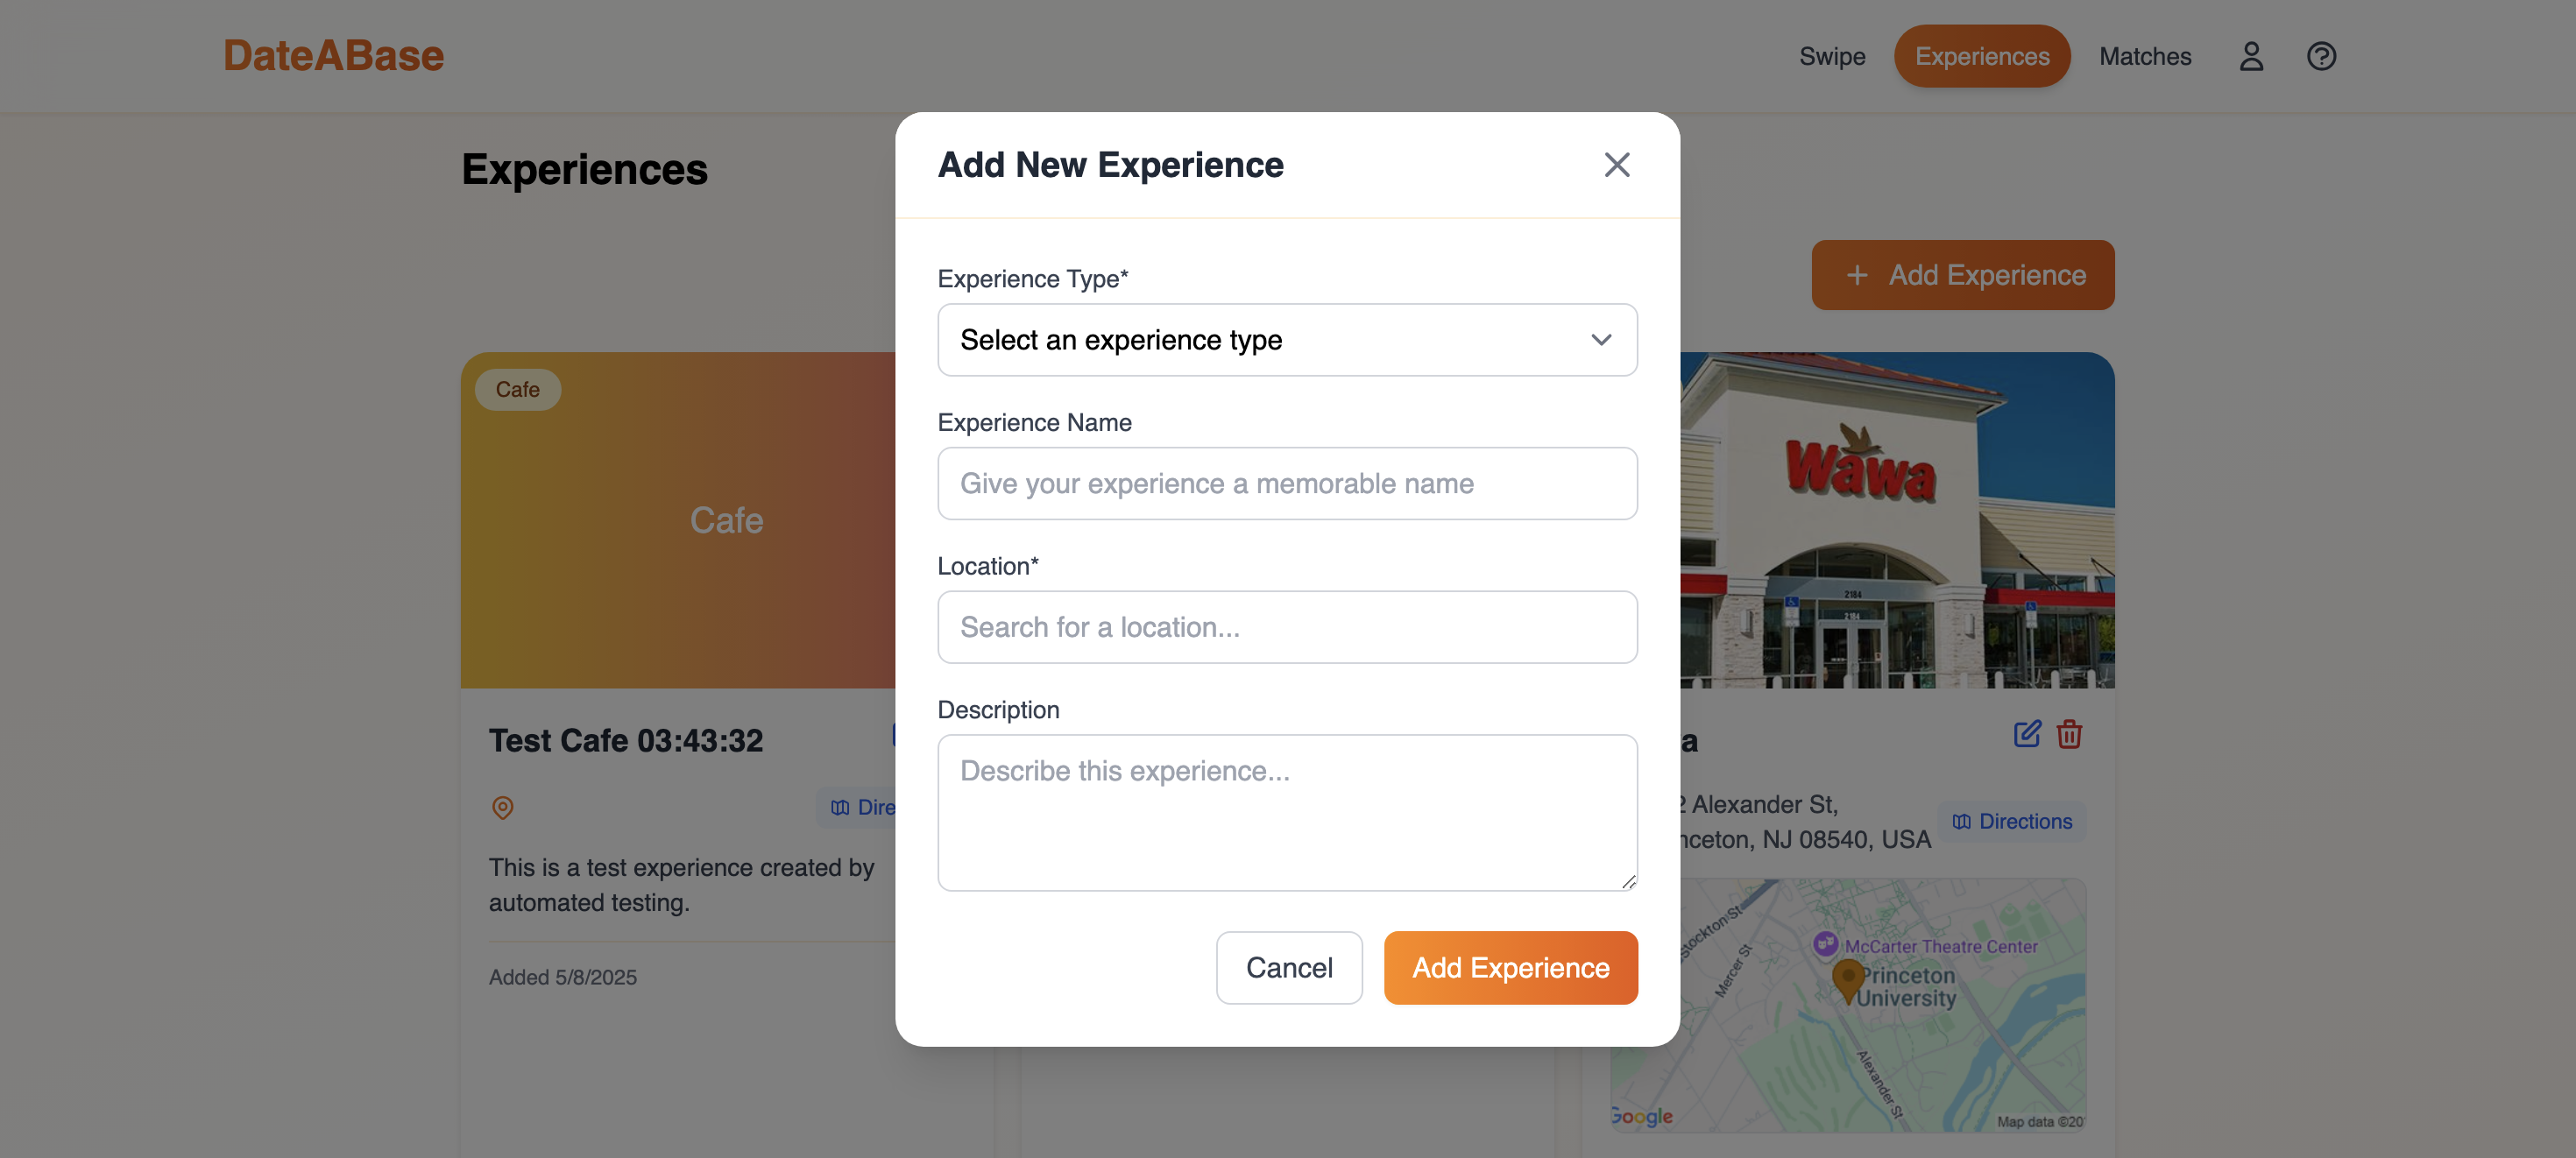 DateABase
Swipe
Experiences
Matches
Experiences
Add Experience
Cafe
Cafe
Test Cafe 03:43:32
Dire
This is a test experience created by
automated testing.
Added 5/8/2025
Add New Experience
Experience Type*
Select an experience type
Experience Name
Give your experience a memorable name
Location*
Search for a location...
Description
Describe this experience...
Cancel
Add Experience
Wawa
2184
2184
a
2 Alexander St,
nceton, NJ 08540, USA
Directions
Stockton St
Mercer St
McCarter Theatre Center
Princeton
University
Alexander St
Google
Map data ©20